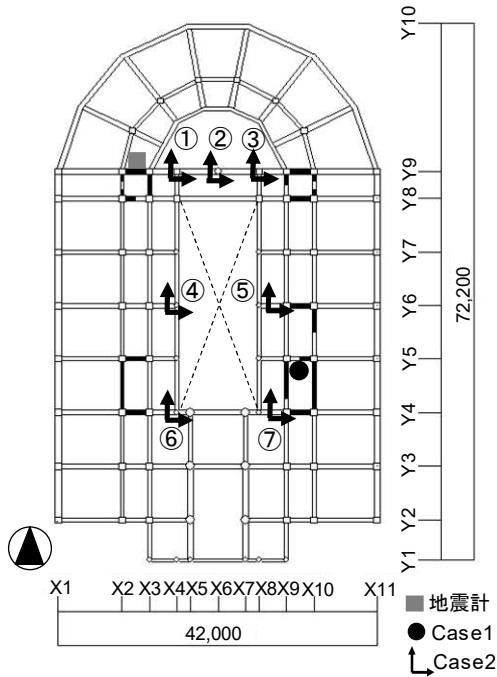 Y10
① ② ③
Y9
Y8
Y7
④ ⑤
Y6
72,200
Y5
Y4
⑥ ⑦
Y3
Y2
Y1
X1 X2 X3 X4 X5 X6 X7 X8 X9 X10 X11
42,000
地震計
Case1
Case2